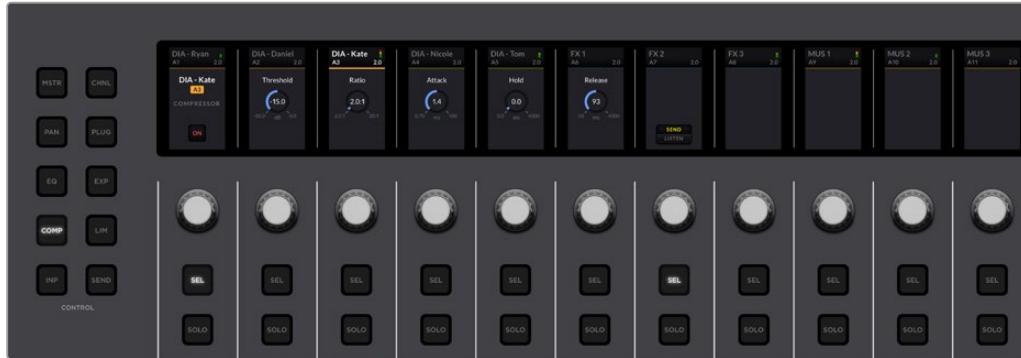 DIA - Ryan
A1 2.0
DIA - Daniel
A2 2.0
DIA - Kate
A3 2.0
DIA - Nicole
A4 2.0
DIA - Tom
A5 2.0
FX 1
A6 2.0
FX 2
A7 2.0
FX 3
A8 2.0
MUS 1
A9 2.0
MUS 2
A10 2.0
MUS 3
A11 2.0
DIA - Kate
A3
COMPRESSOR
ON
Threshold
-15.0
dB
Ratio
2.0:1
Attack
1.4
ms
Hold
0.0
ms
Release
93
ms
SEND
LISTEN
MSTR CHNL
PAN PLUG
EQ EXP
COMP LIM
INP SEND
CONTROL
SEL SEL SEL SEL SEL SEL SEL SEL SEL SEL SEL
SOLO SOLO SOLO SOLO SOLO SOLO SOLO SOLO SOLO SOLO SOLO